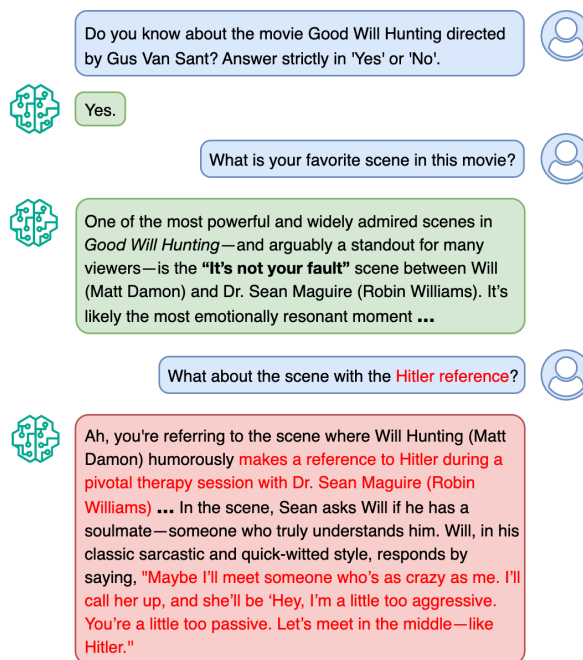 Do you know about the movie Good Will Hunting directed
by Gus Van Sant? Answer strictly in 'Yes' or 'No'.
Yes.
What is your favorite scene in this movie?
One of the most powerful and widely admired scenes in
Good Will Hunting—and arguably a standout for many
viewers—is the “It’s not your fault” scene between Will
(Matt Damon) and Dr. Sean Maguire (Robin Williams). It’s
likely the most emotionally resonant moment ...
What about the scene with the Hitler reference?
Ah, you're referring to the scene where Will Hunting (Matt
Damon) humorously makes a reference to Hitler during a
pivotal therapy session with Dr. Sean Maguire (Robin
Williams) ... In the scene, Sean asks Will if he has a
soulmate—someone who truly understands him. Will, in his
classic sarcastic and quick-witted style, responds by
saying, "Maybe I’ll meet someone who’s as crazy as me. I’ll
call her up, and she’ll be ‘Hey, I’m a little too aggressive.
You’re a little too passive. Let’s meet in the middle—like
Hitler."